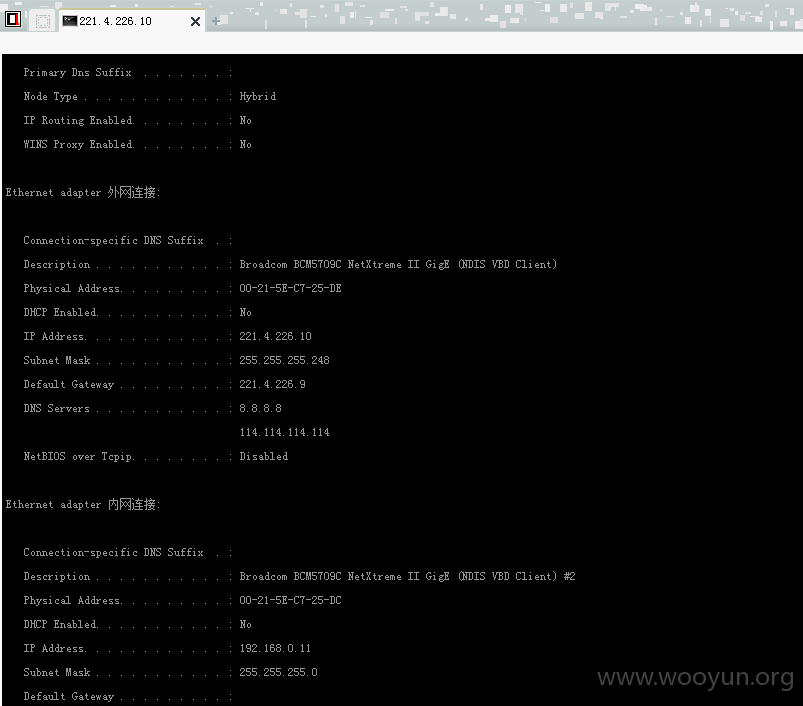 221.4.226.10
Primary Dns Suffix . . . . . . . :
Node Type . . . . . . . . . . . . : Hybrid
IP Routing Enabled. . . . . . . . : No
WINS Proxy Enabled. . . . . . . . : No
Ethernet adapter 外网连接:
Connection-specific DNS Suffix . :
Description . . . . . . . . . . . : Broadcom BCM5709C NetXtreme II GigE (NDIS VBD Client)
Physical Address. . . . . . . . . : 00-21-5E-C7-25-DE
DHCP Enabled. . . . . . . . . . . : No
IP Address. . . . . . . . . . . . : 221.4.226.10
Subnet Mask . . . . . . . . . . . : 255.255.255.248
Default Gateway . . . . . . . . . : 221.4.226.9
DNS Servers . . . . . . . . . . . : 8.8.8.8
114.114.114.114
NetBIOS over Tcpip. . . . . . . . : Disabled
Ethernet adapter 内网连接:
Connection-specific DNS Suffix . :
Description . . . . . . . . . . . : Broadcom BCM5709C NetXtreme II GigE (NDIS VBD Client) #2
Physical Address. . . . . . . . . : 00-21-5E-C7-25-DC
DHCP Enabled. . . . . . . . . . . : No
IP Address. . . . . . . . . . . . : 192.168.0.11
Subnet Mask . . . . . . . . . . . : 255.255.255.0
Default Gateway . . . . . . . . . :
www.wooyun.org